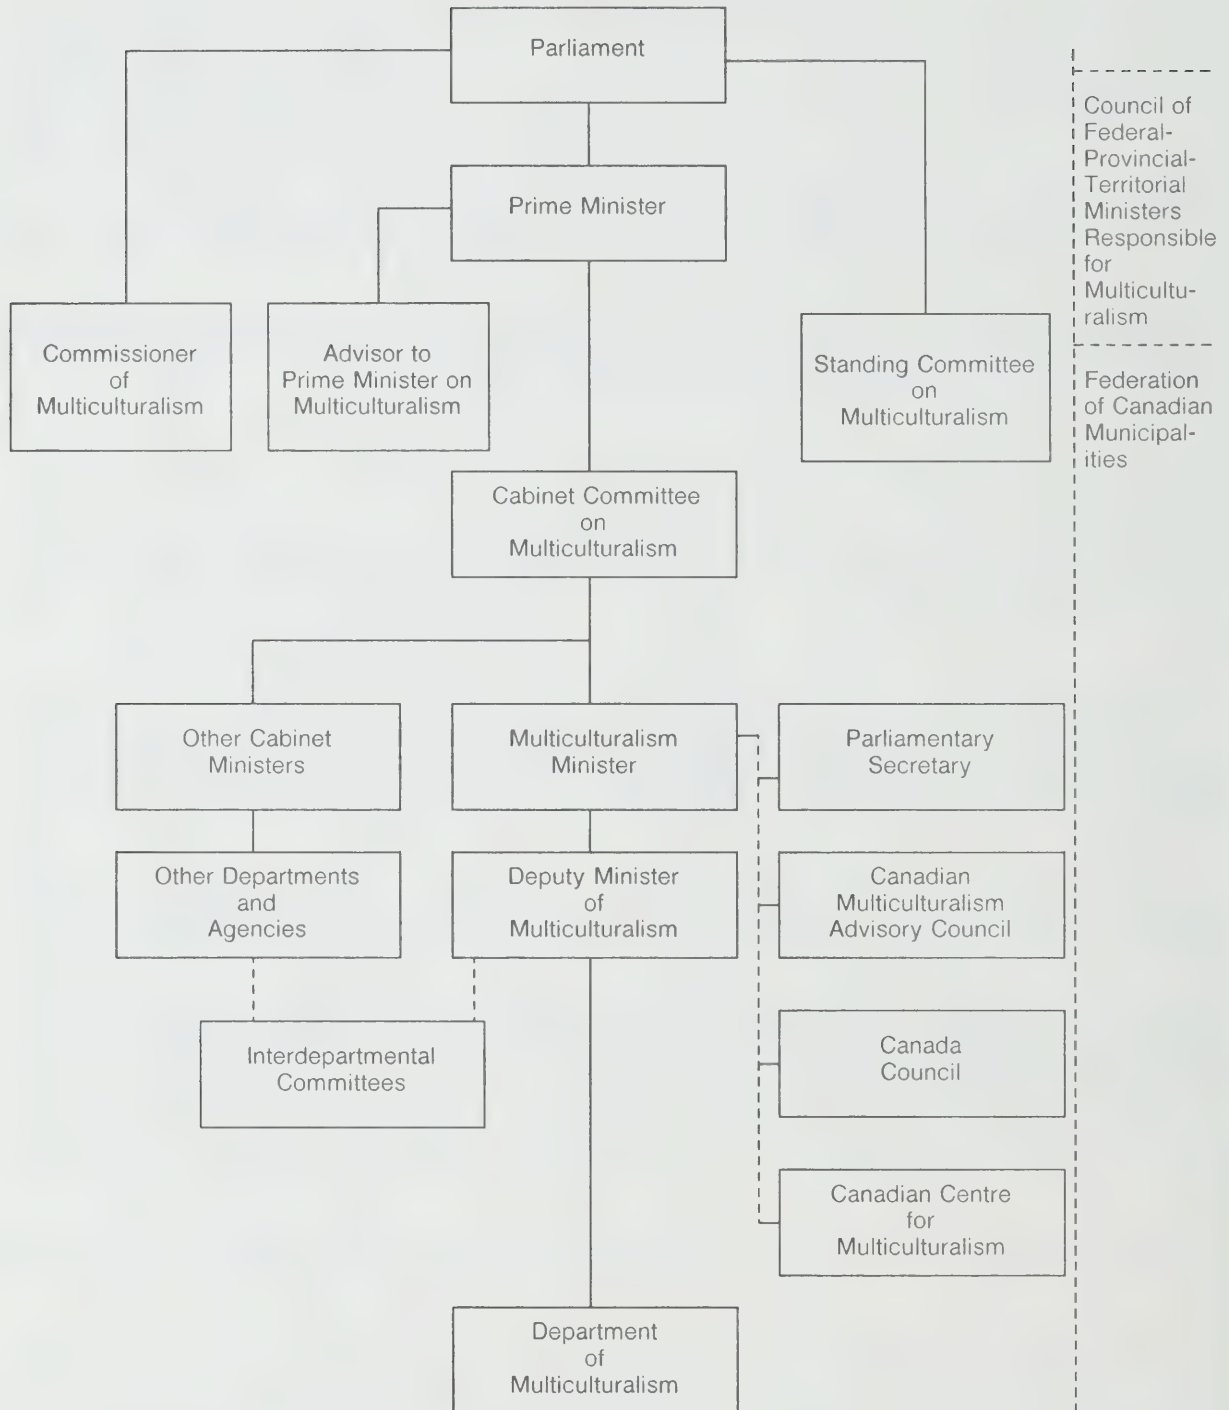 Parliament
Prime Minister
Commissioner
of
Multiculturalism
Advisor to
Prime Minister on
Multiculturalism
Standing Committee
on
Multiculturalism
Council of
Federal-
Provincial-
Territorial
Ministers
Responsible
for
Multicultu-
ralism
Federation
of Canadian
Municipal-
ities
Cabinet Committee
on
Multiculturalism
Other Cabinet
Ministers
Multiculturalism
Minister
Parliamentary
Secretary
Other Departments
and
Agencies
Deputy Minister
of
Multiculturalism
Canadian
Multiculturalism
Advisory Council
Interdepartmental
Committees
Canada
Council
Canadian Centre
for
Multiculturalism
Department
of
Multiculturalism